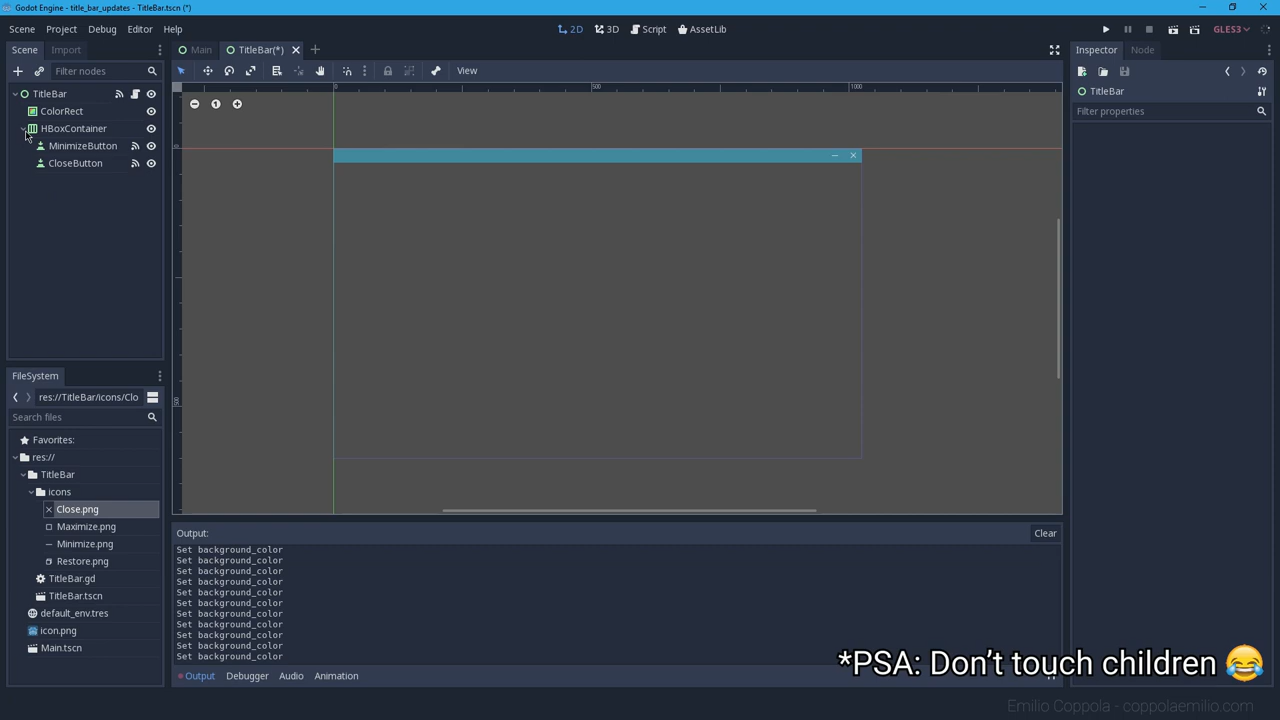 Godot Engine - title_bar_updates - TitleBar.tscn (*)
Scene Project Debug Editor Help
2D 3D Script AssetLib
GLES3
Scene Import
Main TitleBar(*)
Inspector Node
Filter nodes
View
TitleBar
TitleBar
ColorRect
Filter properties
HBoxContainer
MinimizeButton
CloseButton
0 500 1000
0
500
FileSystem
res://TitleBar/icons/Clo
Search files
Favorites:
res://
TitleBar
icons
Close.png
Maximize.png
Minimize.png
Restore.png
TitleBar.gd
TitleBar.tscn
default_env.tres
icon.png
Main.tscn
Output:
Clear
Set background_color
Set background_color
Set background_color
Set background_color
Set background_color
Set background_color
Set background_color
Set background_color
Set background_color
Set background_color
Set background_color
Output Debugger Audio Animation
*PSA: Don’t touch children 😂
Emilio Coppola - coppolaemilio.com